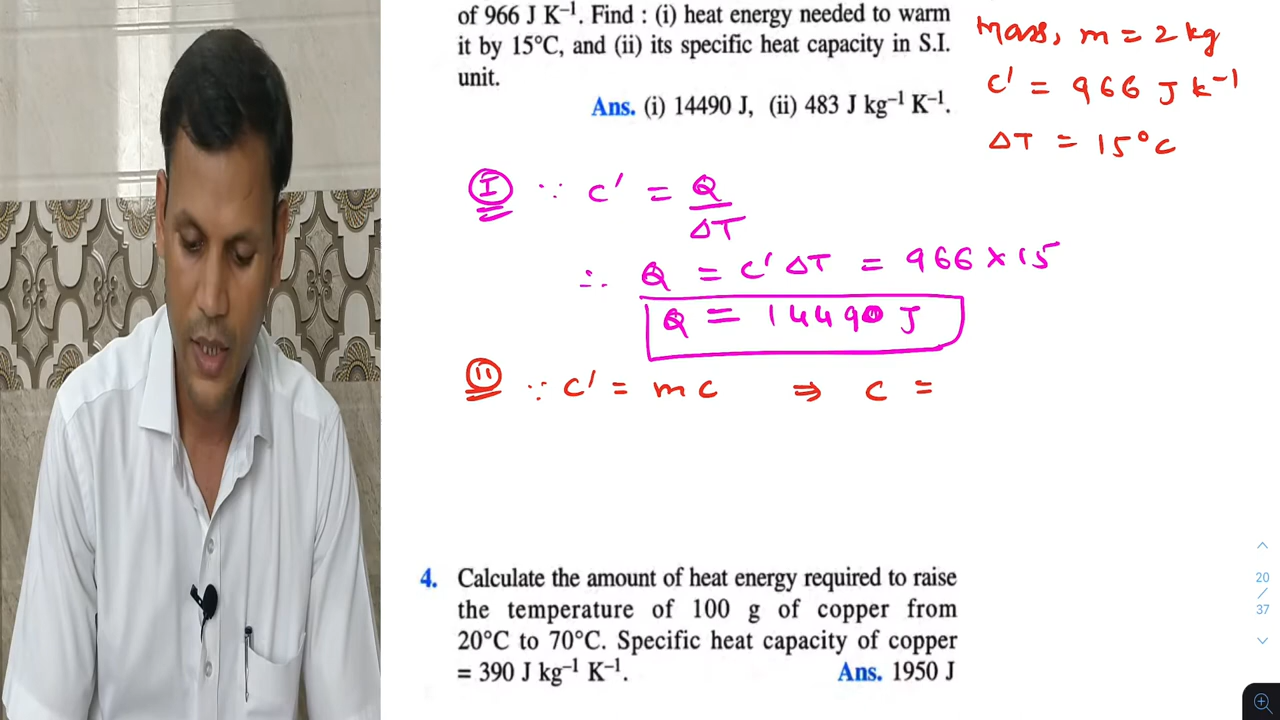 of 966 J K⁻¹. Find : (i) heat energy needed to warm
it by 15°C, and (ii) its specific heat capacity in S.I.
unit.
Ans. (i) 14490 J, (ii) 483 J kg⁻¹ K⁻¹.
Mass, m = 2 kg
C' = 966 J K⁻¹
ΔT = 15°C
(I) ∵ C' = Q / ΔT
∴ Q = C' ΔT = 966 × 15
Q = 14490 J
(II) ∵ C' = mc ⇒ c =
4. Calculate the amount of heat energy required to raise
the temperature of 100 g of copper from
20°C to 70°C. Specific heat capacity of copper
= 390 J kg⁻¹ K⁻¹. Ans. 1950 J
20
/
37